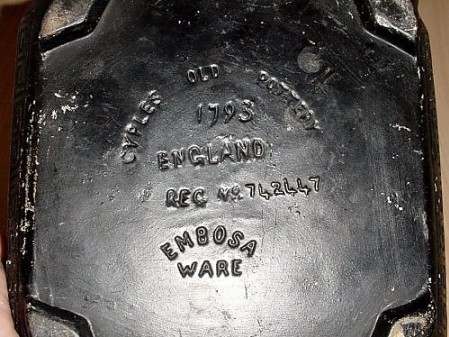 CYPLES OLD POTTERY
1793
ENGLAND
REG Nº 742447
EMBOSA
WARE